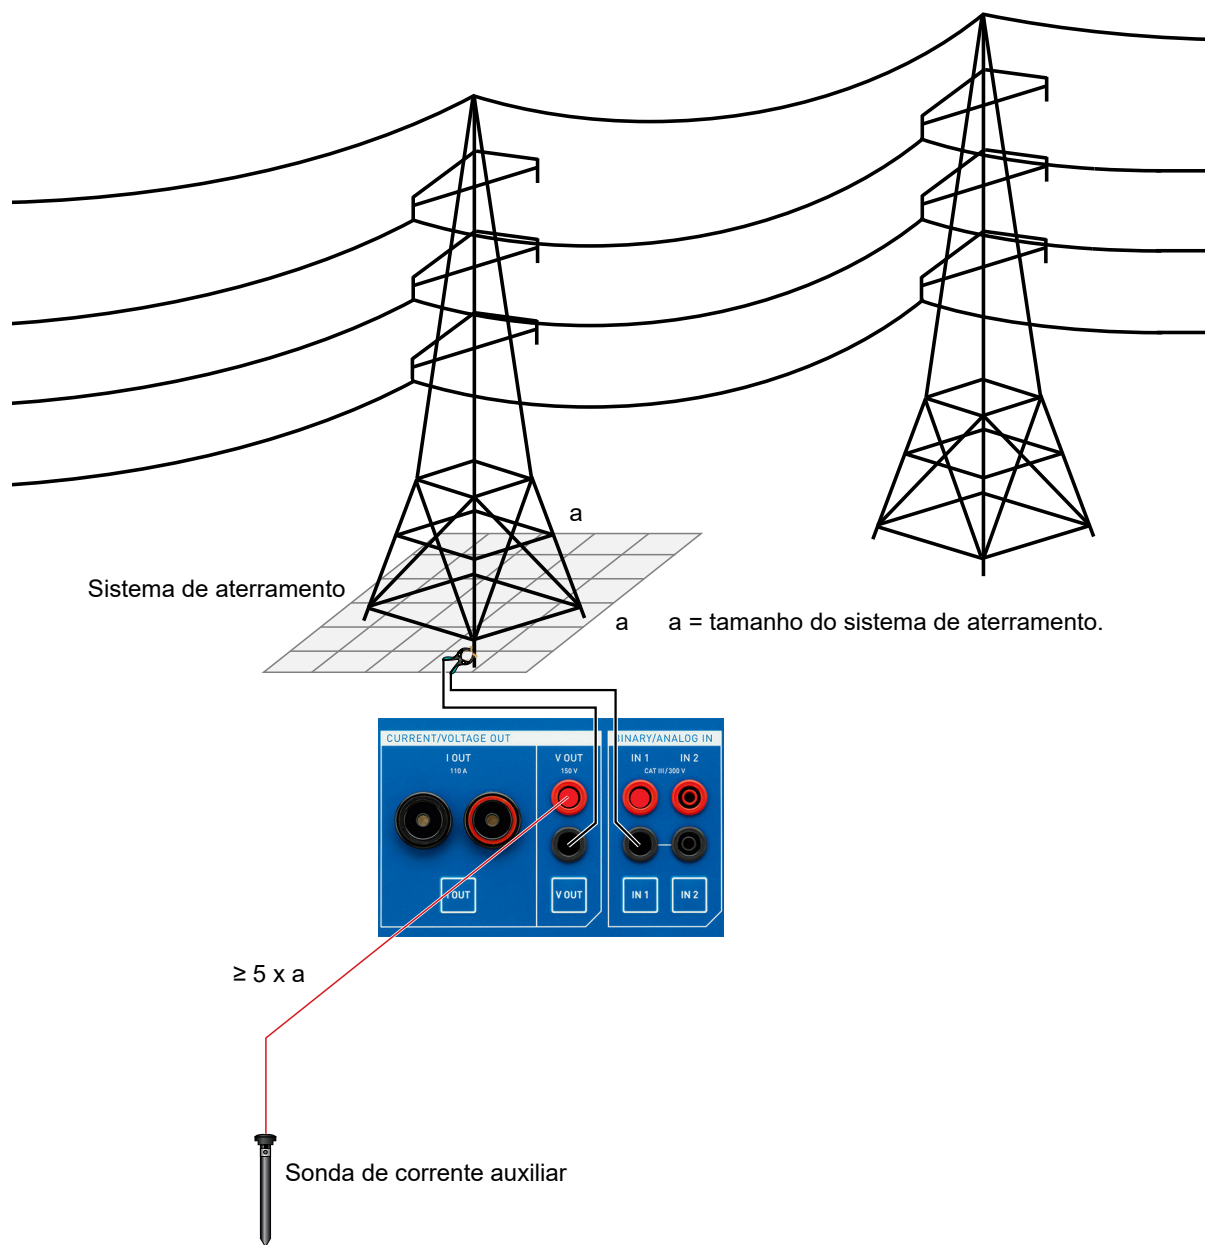 a
Sistema de aterramento
a
a = tamanho do sistema de aterramento.
CURRENT/VOLTAGE OUT
BINARY/ANALOG IN
I OUT
110 A
V OUT
150 V
IN 1
IN 2
CAT III/300 V
I OUT
V OUT
IN 1
IN 2
≥ 5 x a
Sonda de corrente auxiliar